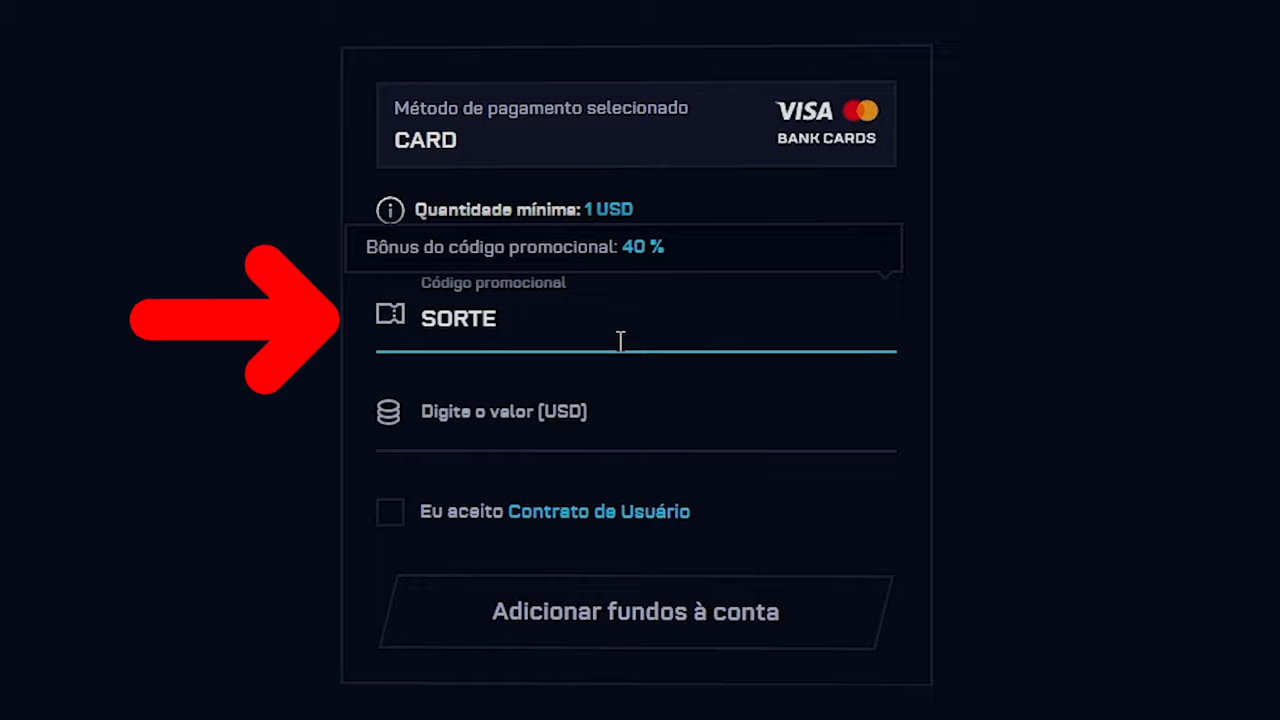 Método de pagamento selecionado
CARD
VISA
BANK CARDS
Quantidade mínima: 1 USD
Bônus do código promocional: 40 %
Código promocional
SORTE
Digite o valor (USD)
Eu aceito Contrato de Usuário
Adicionar fundos à conta